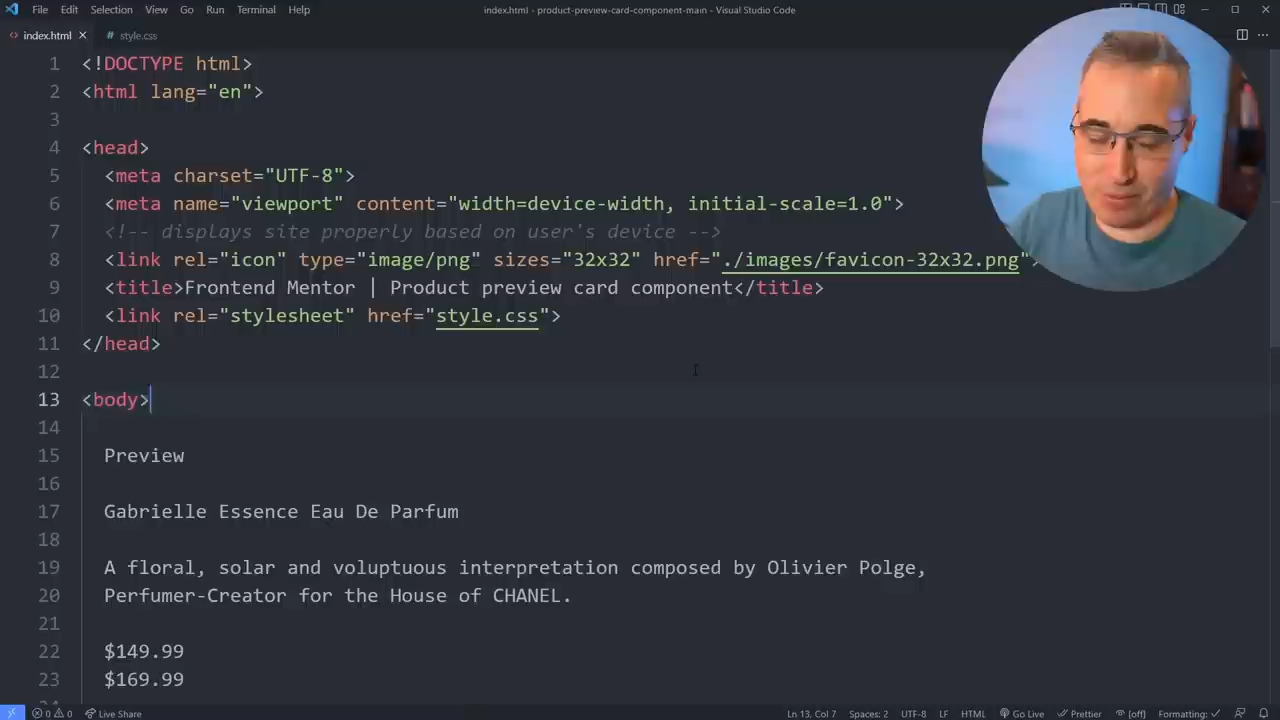 File Edit Selection View Go Run Terminal Help
index.html - product-preview-card-component-main - Visual Studio Code
<> index.html × # style.css
1 <!DOCTYPE html>
2 <html lang="en">
3
4 <head>
5 <meta charset="UTF-8">
6 <meta name="viewport" content="width=device-width, initial-scale=1.0">
7 <!-- displays site properly based on user's device -->
8 <link rel="icon" type="image/png" sizes="32x32" href="./images/favicon-32x32.png">
9 <title>Frontend Mentor | Product preview card component</title>
10 <link rel="stylesheet" href="style.css">
11 </head>
12
13 <body>
14
15 Preview
16
17 Gabrielle Essence Eau De Parfum
18
19 A floral, solar and voluptuous interpretation composed by Olivier Polge,
20 Perfumer-Creator for the House of CHANEL.
21
22 $149.99
23 $169.99
0 0 Live Share Ln 13, Col 7 Spaces: 2 UTF-8 LF HTML Go Live Prettier [off] Formatting: ✓